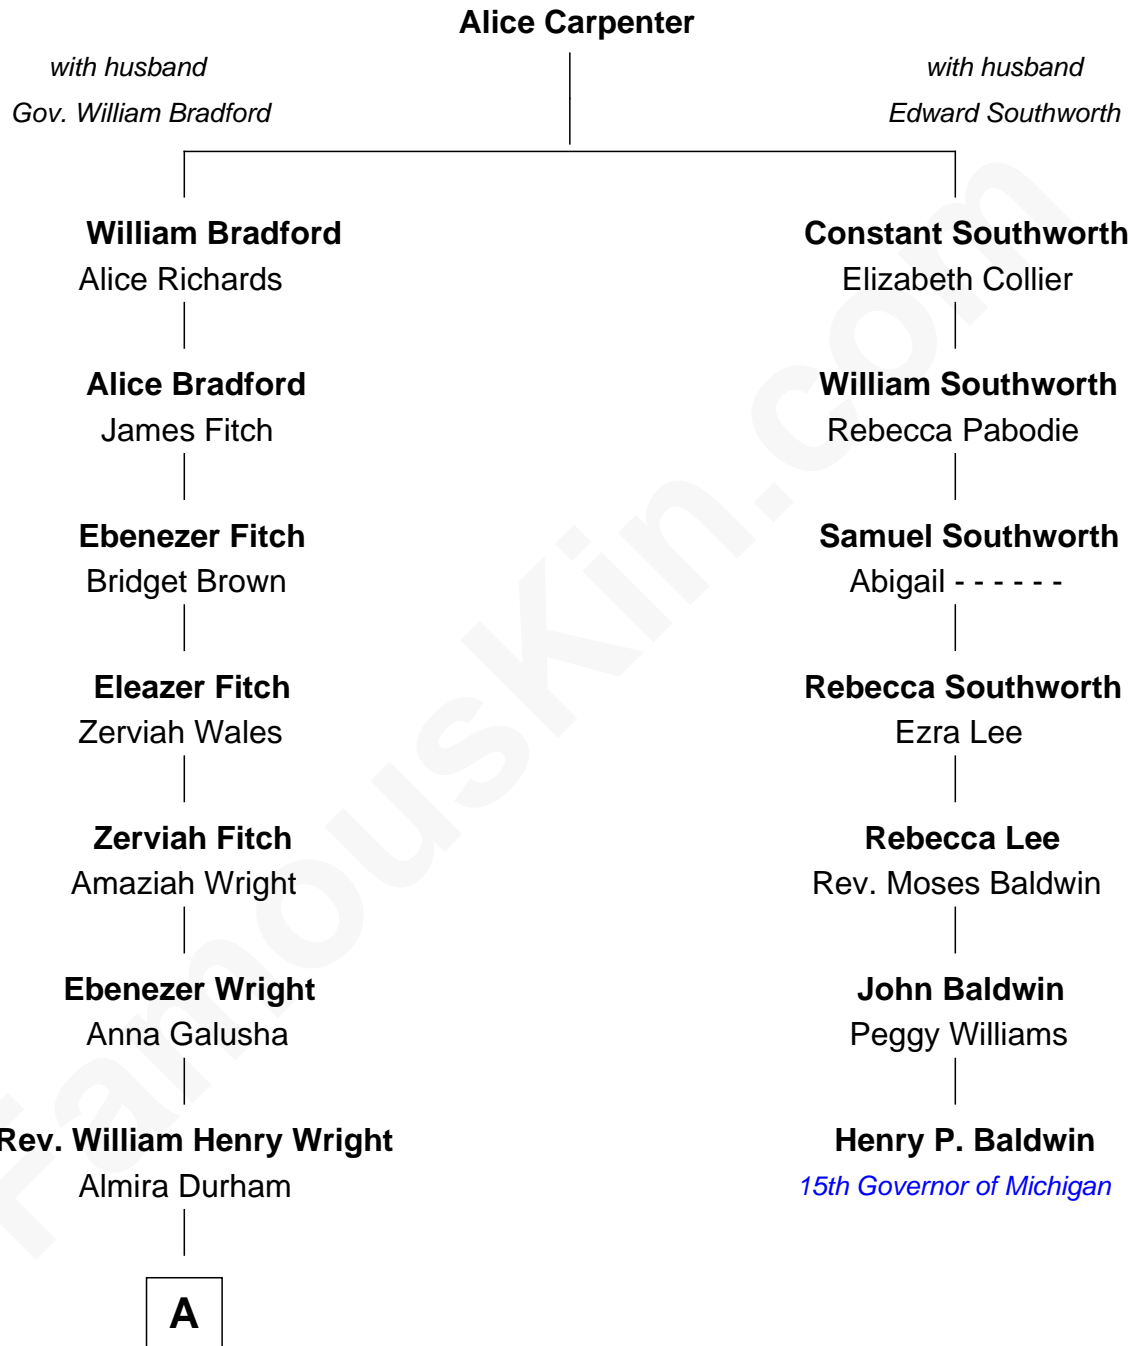 Alice Carpenter
with husband
Gov. William Bradford
with husband
Edward Southworth
William Bradford
Alice Richards
Constant Southworth
Elizabeth Collier
Alice Bradford
James Fitch
William Southworth
Rebecca Pabodie
Ebenezer Fitch
Bridget Brown
Samuel Southworth
Abigail - - - - - -
Eleazer Fitch
Zerviah Wales
Rebecca Southworth
Ezra Lee
Zerviah Fitch
Amaziah Wright
Rebecca Lee
Rev. Moses Baldwin
Ebenezer Wright
Anna Galusha
John Baldwin
Peggy Williams
Rev. William Henry Wright
Almira Durham
Henry P. Baldwin
15th Governor of Michigan
A
FamousKin.com